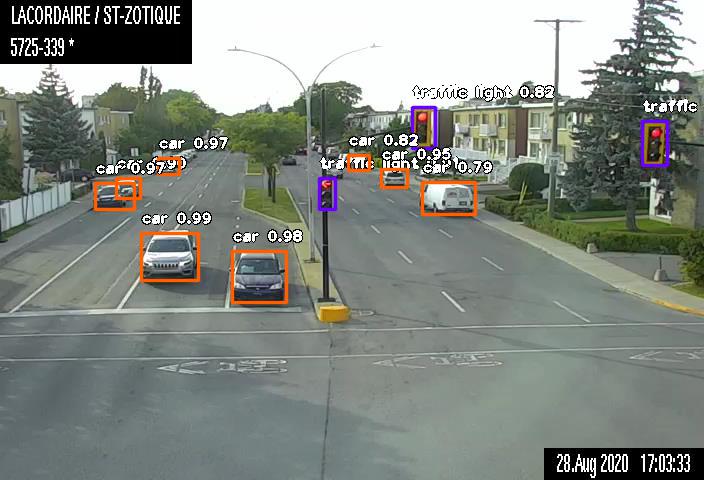 LACORDAIRE / ST-ZOTIQUE
5725-339 *
traffic light 0.82
traffic
car 0.97
car 0.82
car 0.95
car 0.97
car 0.79
car 0.99
car 0.98
28.Aug 2020 17:03:33